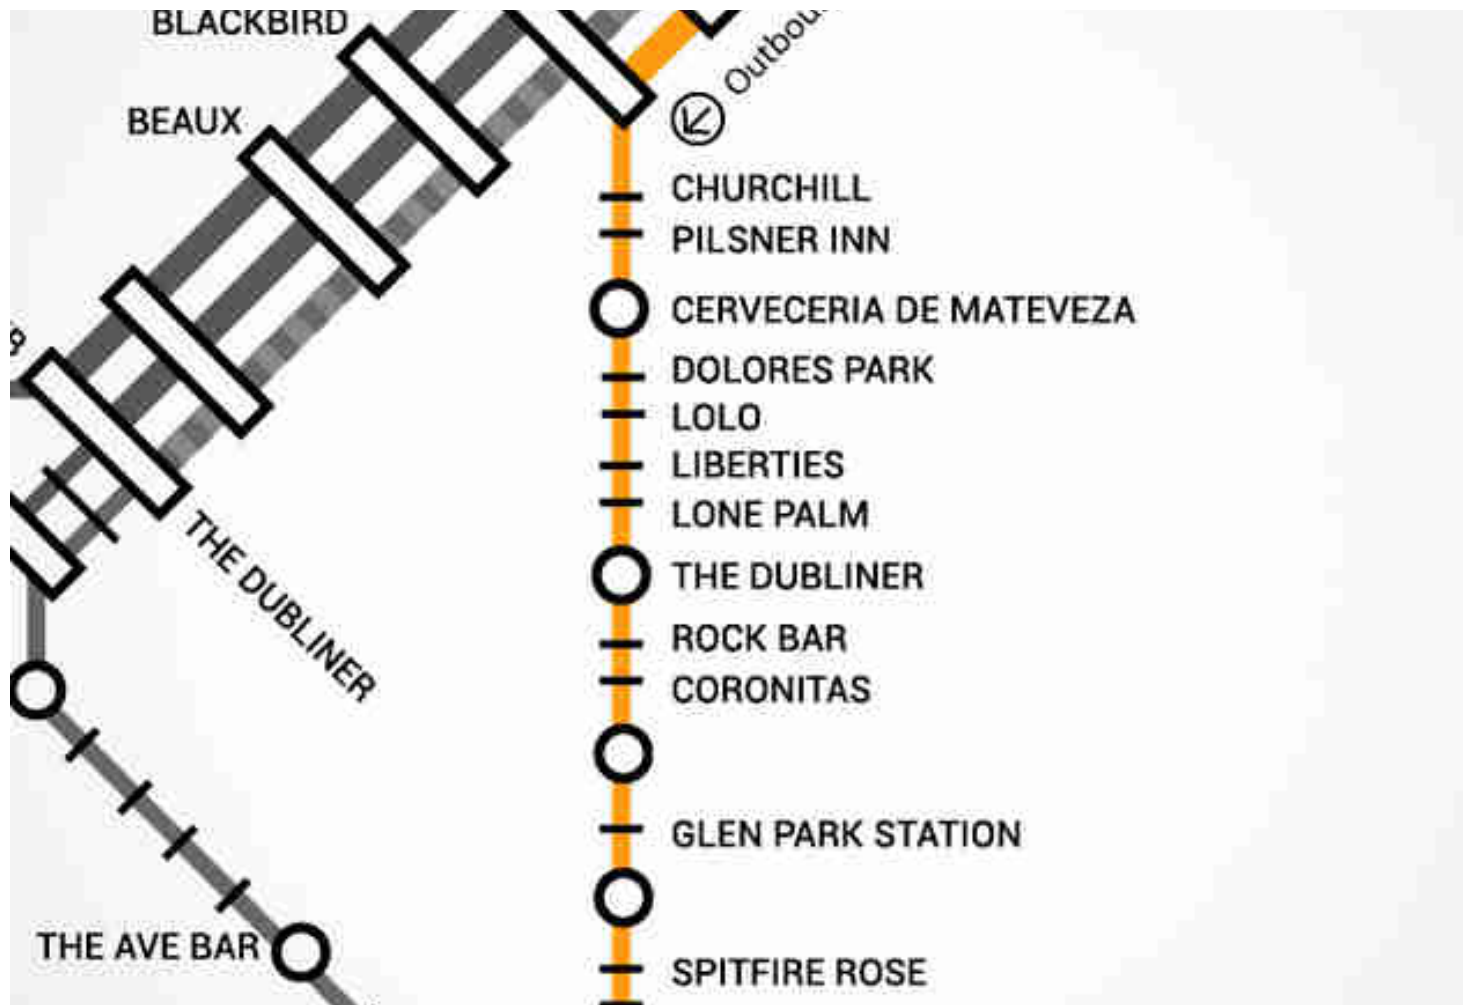 BLACKBIRD
Outbou
BEAUX
CHURCHILL
PILSNER INN
CERVECERIA DE MATEVEZA
DOLORES PARK
LOLO
LIBERTIES
LONE PALM
THE DUBLINER
THE DUBLINER
ROCK BAR
CORONITAS
GLEN PARK STATION
THE AVE BAR
SPITFIRE ROSE